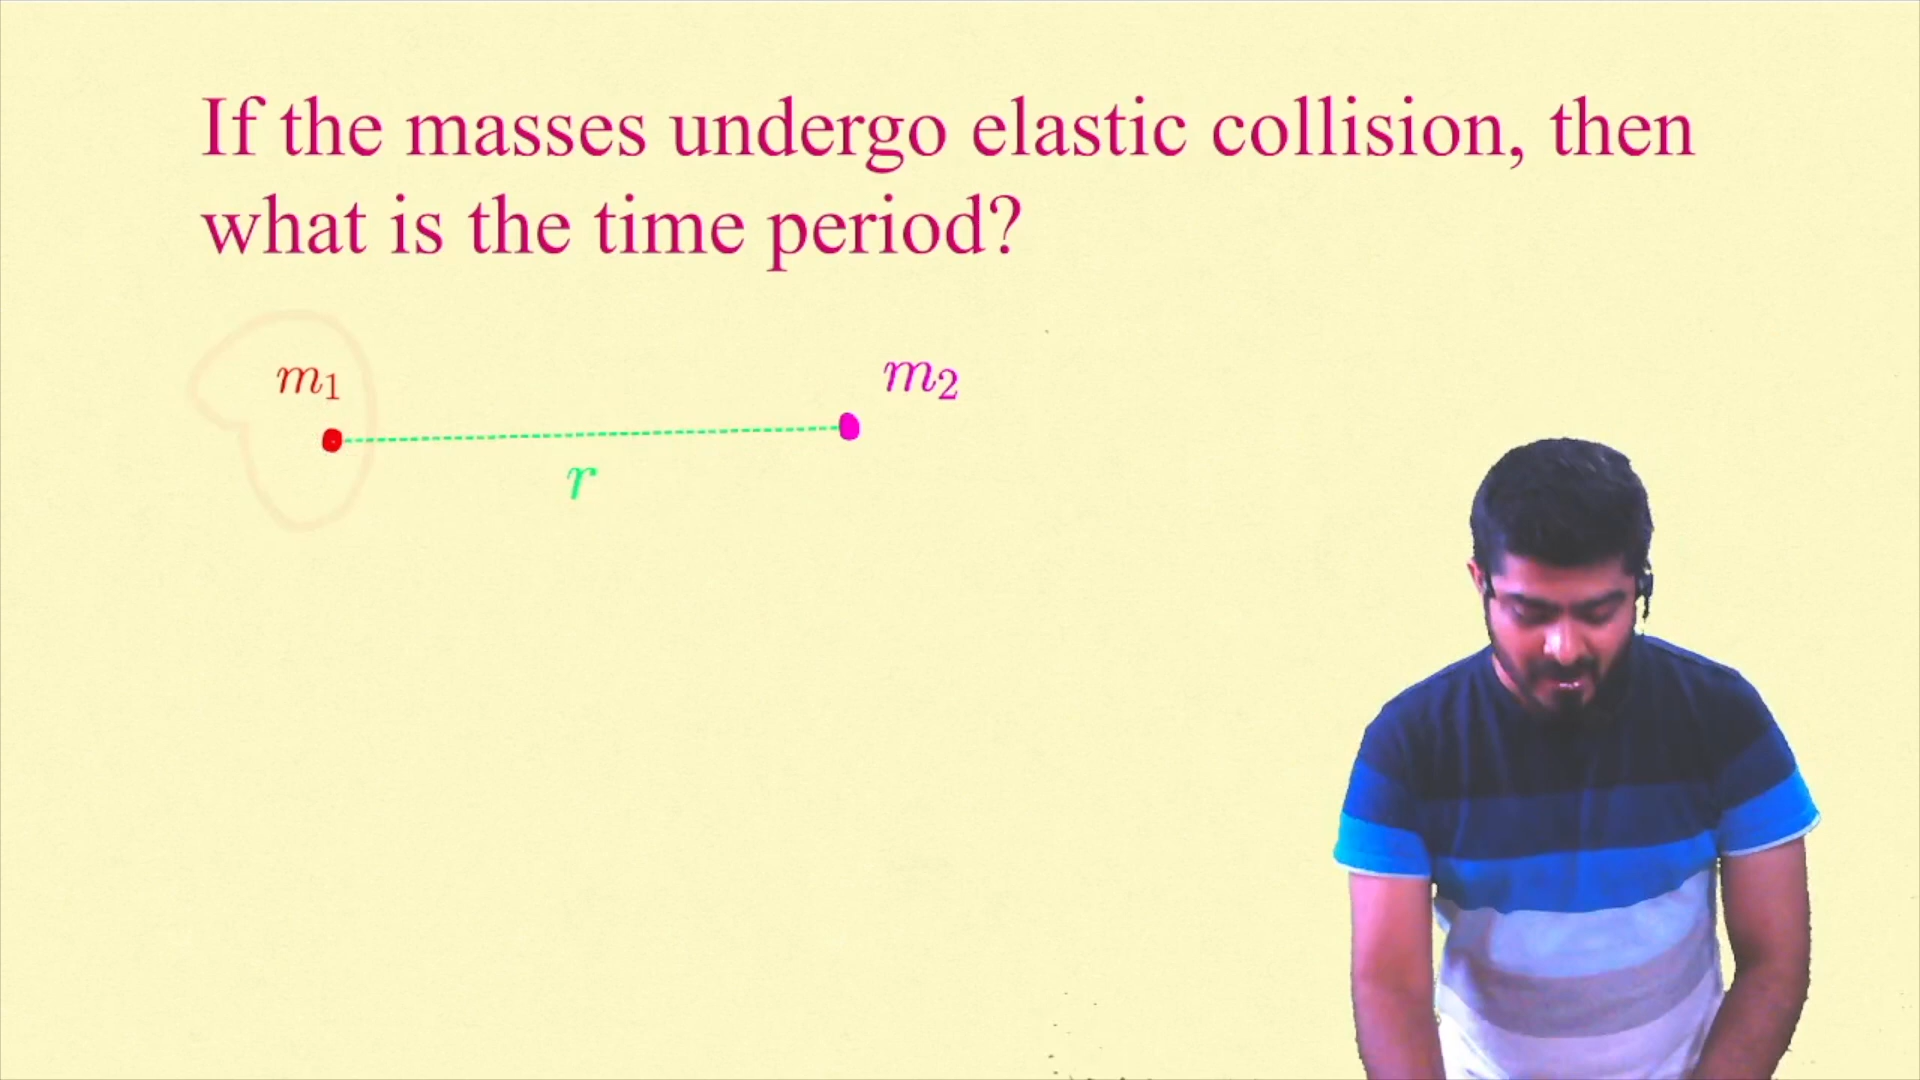 If the masses undergo elastic collision, then
what is the time period?
m₁
m₂
r